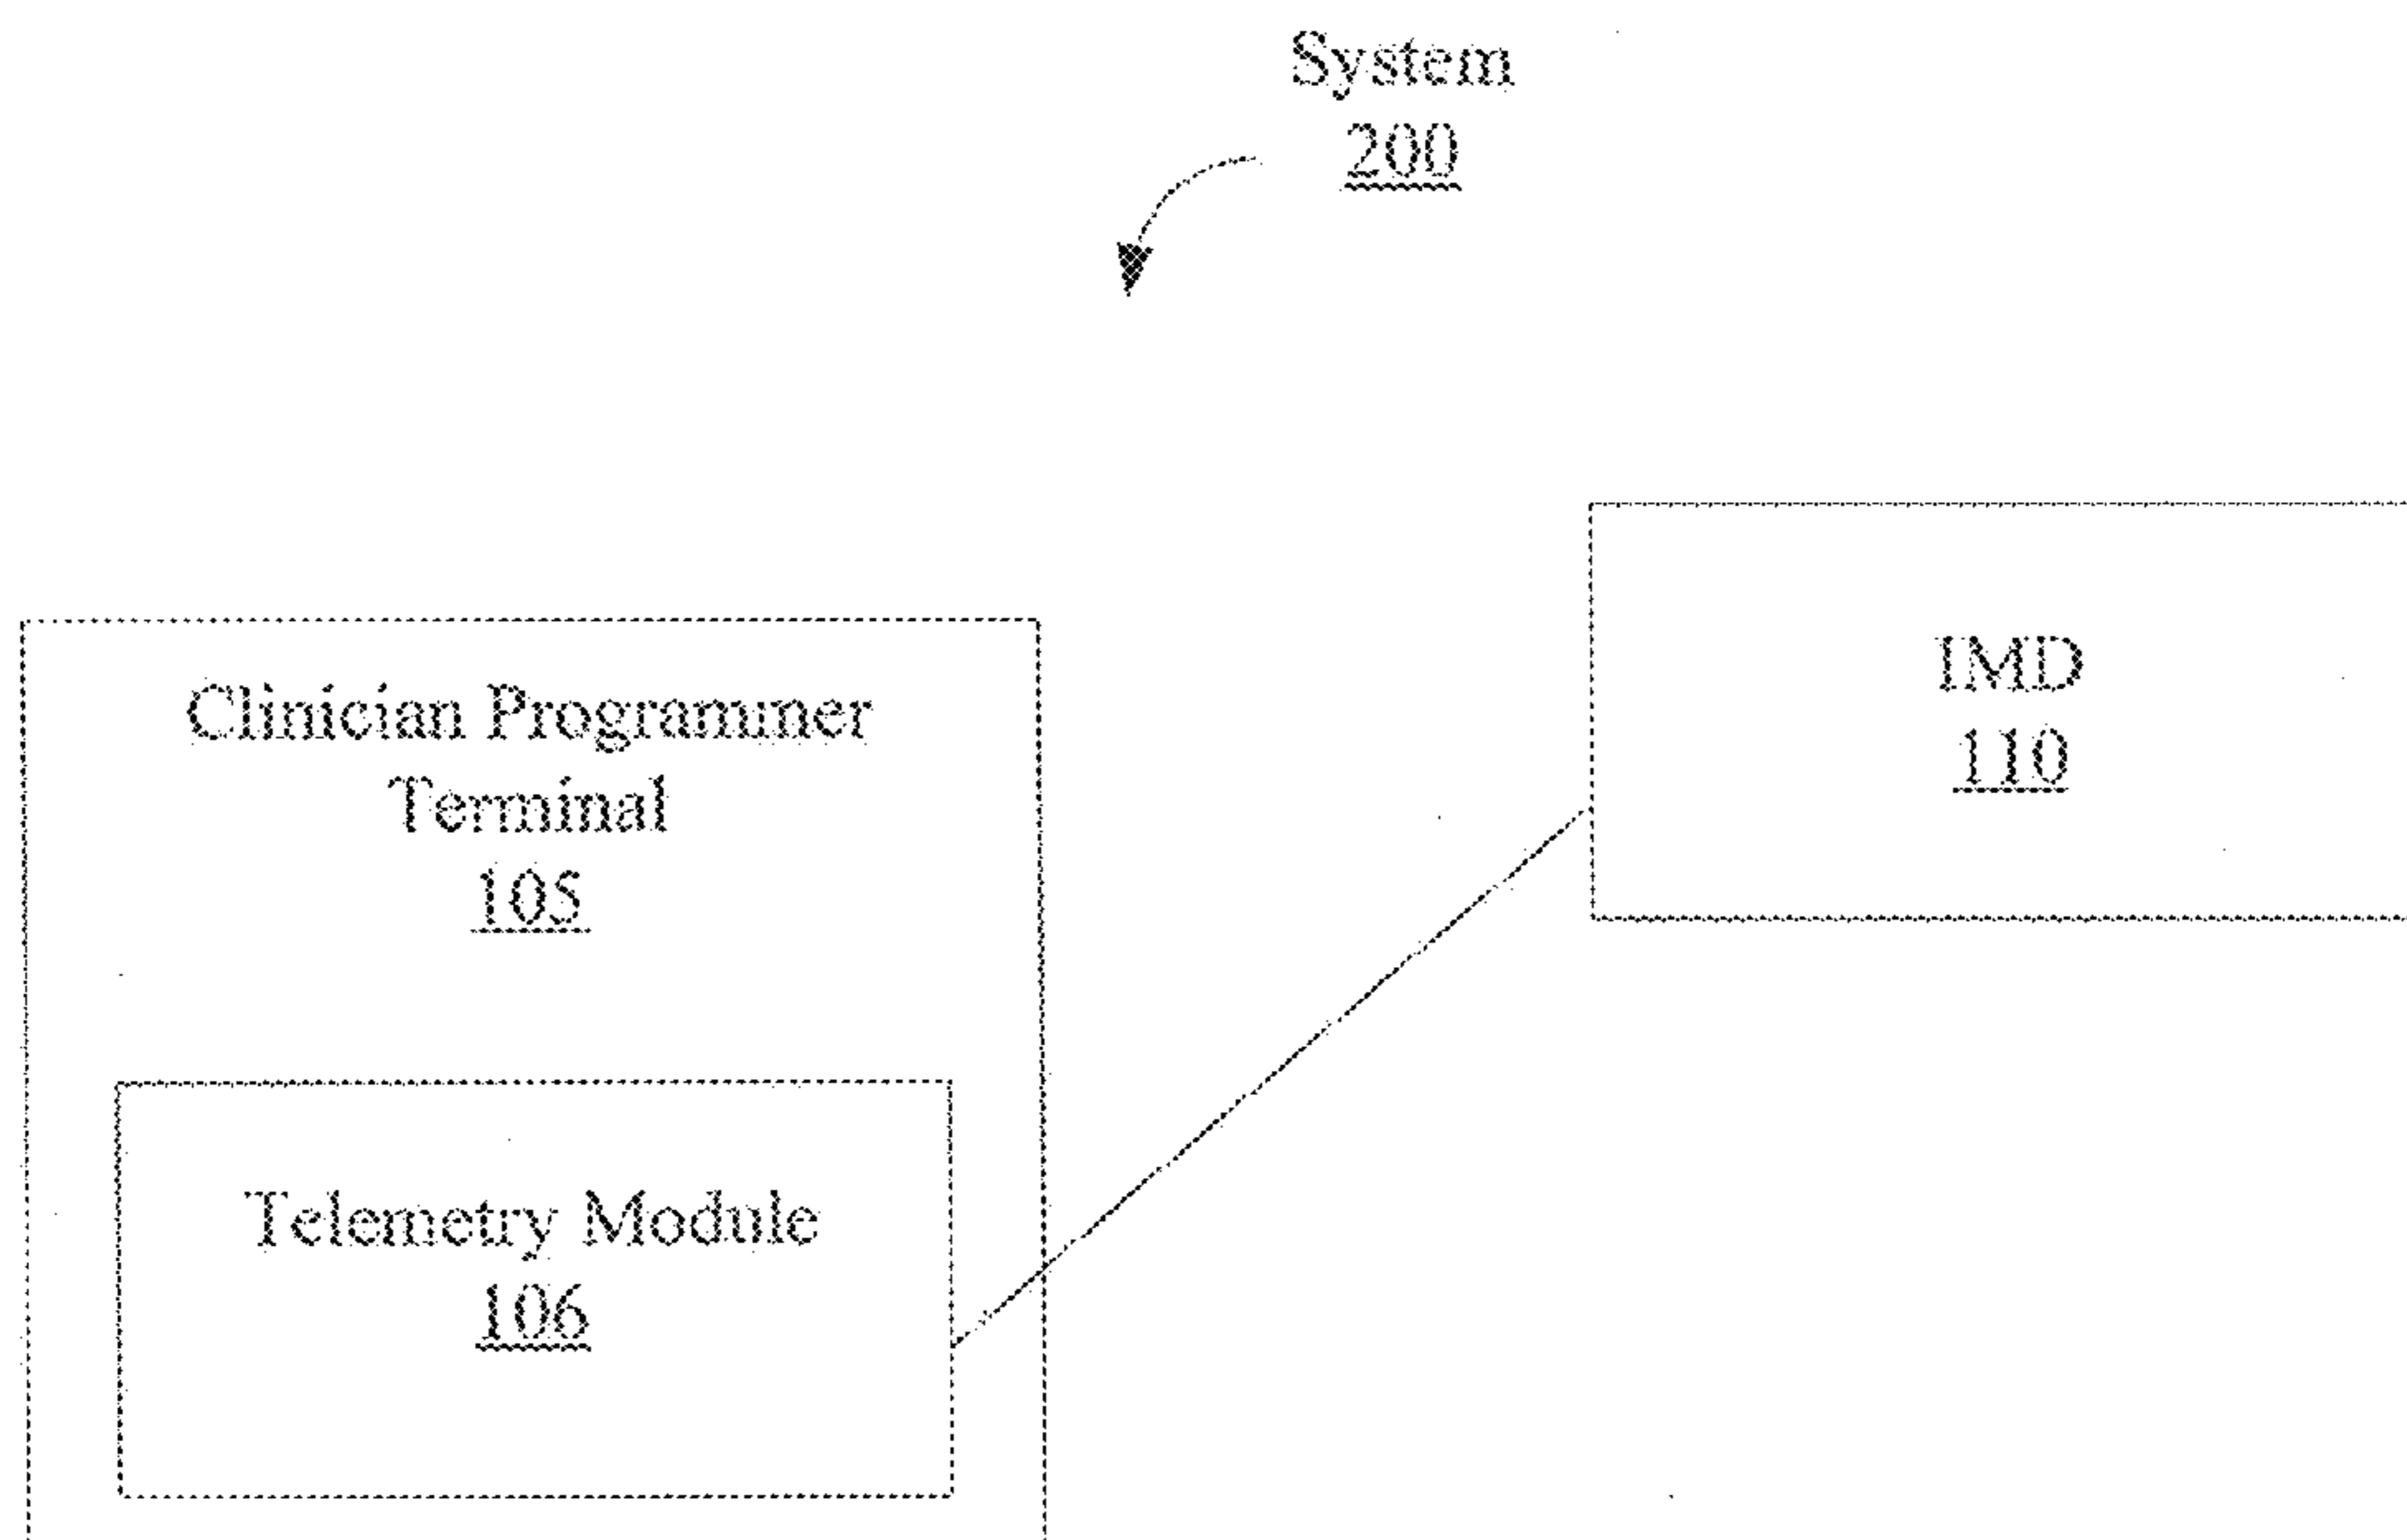 System
200
IMD
110
Clinician Programmer
Terminal
105
Telemetry Module
106